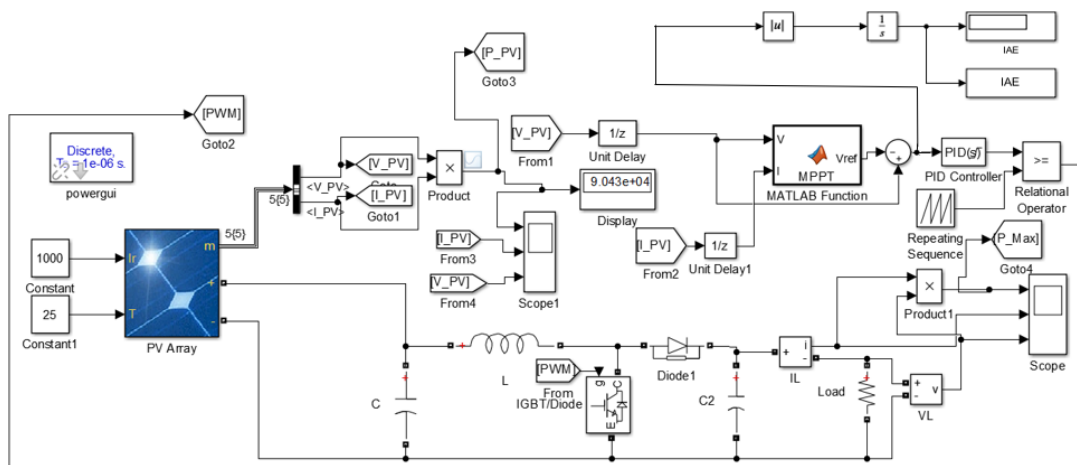 |u|
1
s
IAE
IAE
[P_PV]
Goto3
[PWM]
Goto2
Discrete,
= 1e-06 s.
powergui
5{5}
<V_PV>
<I_PV>
[V_PV]
[I_PV]
Goto1
×
Product
9.043e+04
Display
[V_PV]
From1
1/z
Unit Delay
V
I
Vref
MPPT
MATLAB Function
-
+
PID(s)
PID Controller
>=
Relational
Operator
Repeating
Sequence
[P_Max]
Goto4
[I_PV]
From2
1/z
Unit Delay1
[I_PV]
From3
[V_PV]
From4
Scope1
5{5}
1000
Constant
25
Constant1
Ir
T
m
+
-
PV Array
×
Product1
Scope
+
L
[PWM]
From
g
C
E
IGBT/Diode
Diode1
+
C
+
C2
+
-
i
IL
+
Load
+
-
v
VL